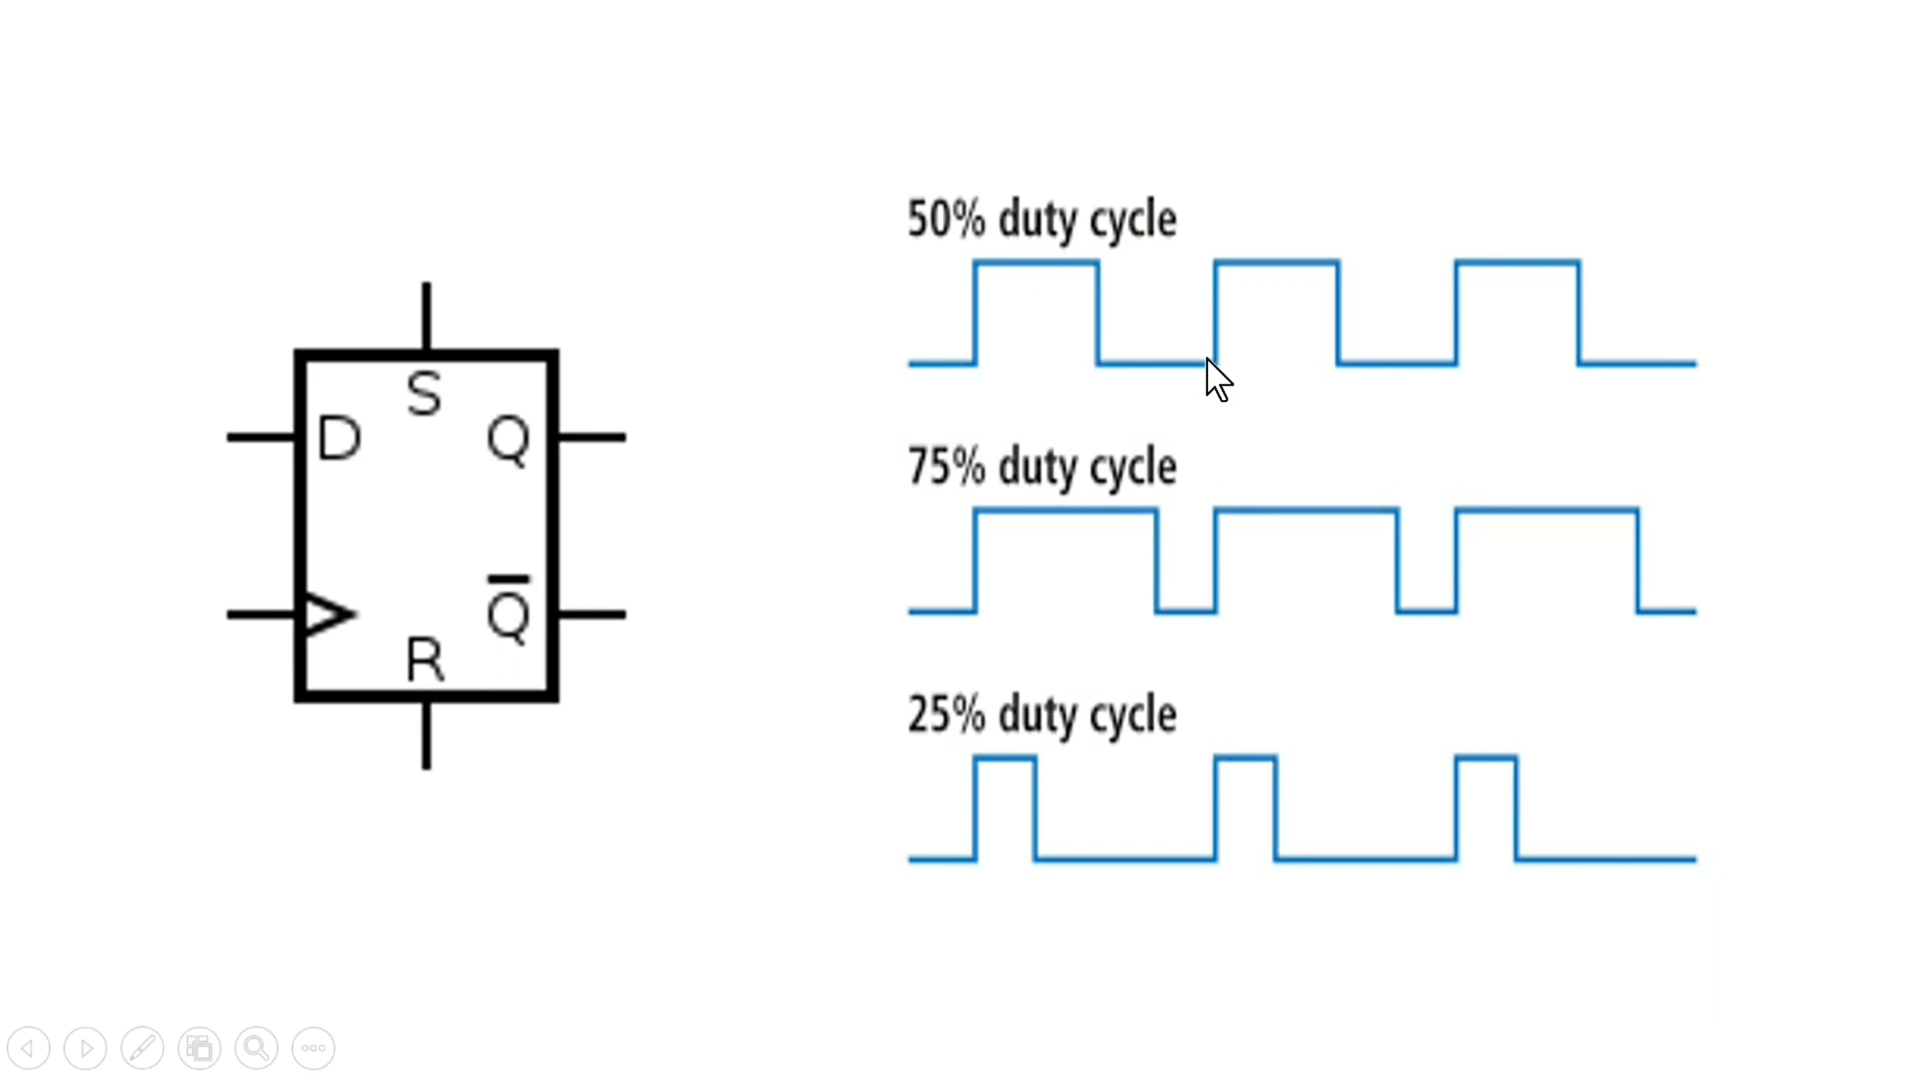 S
D Q
Q̅
R
50% duty cycle
75% duty cycle
25% duty cycle